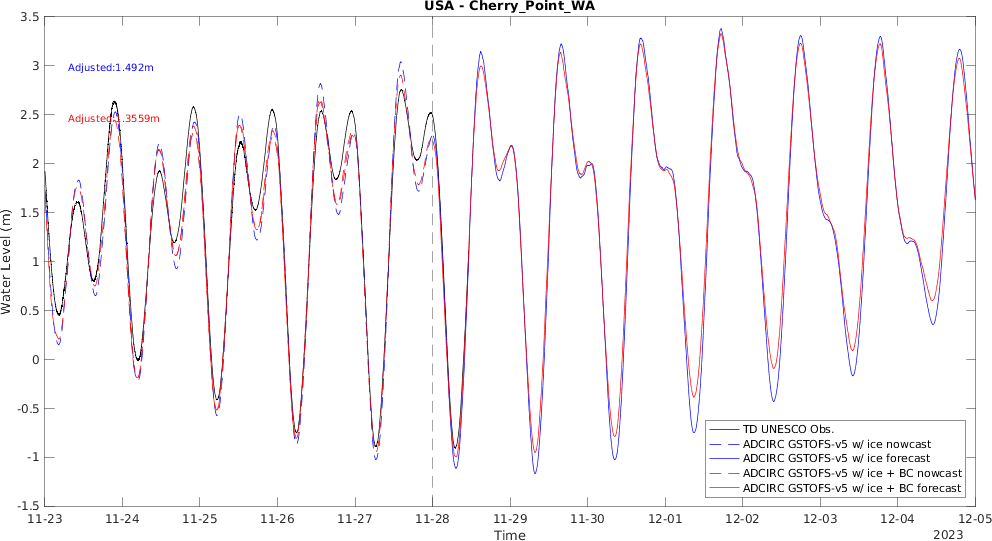 USA - Cherry_Point_WA
3.5
3
2.5
2
1.5
1
0.5
0
-0.5
-1
-1.5
Water Level (m)
Adjusted:1.492m
Adjusted:1.3559m
TD UNESCO Obs.
ADCIRC GSTOFS-v5 w/ ice nowcast
ADCIRC GSTOFS-v5 w/ ice forecast
ADCIRC GSTOFS-v5 w/ ice + BC nowcast
ADCIRC GSTOFS-v5 w/ ice + BC forecast
11-23 11-24 11-25 11-26 11-27 11-28 11-29 11-30 12-01 12-02 12-03 12-04 12-05
Time
2023